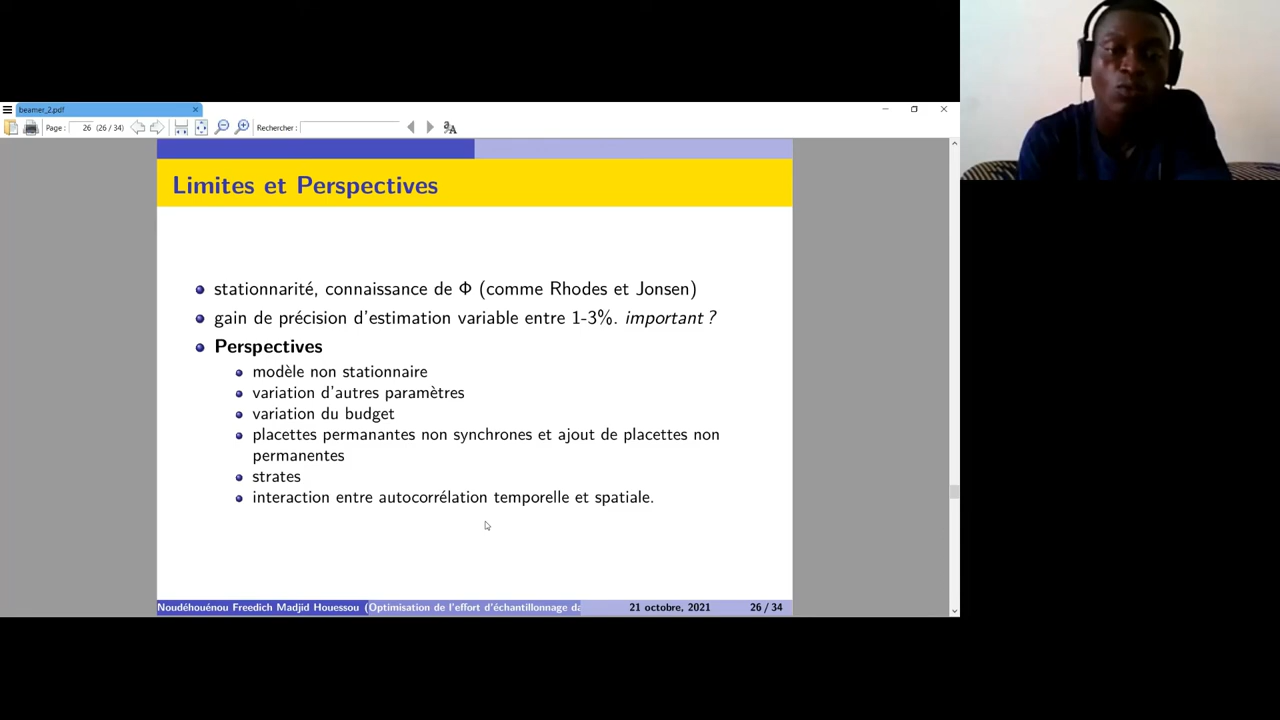 beamer_2.pdf
Page : 26 (26 / 34) Rechercher :
Limites et Perspectives
stationnarité, connaissance de Φ (comme Rhodes et Jonsen)
gain de précision d'estimation variable entre 1-3%. important ?
Perspectives
modèle non stationnaire
variation d'autres paramètres
variation du budget
placettes permanantes non synchrones et ajout de placettes non
permanentes
strates
interaction entre autocorrélation temporelle et spatiale.
Noudéhouénou Freedich Madjid Houessou (Optimisation de l'effort d'échantillonnage da 21 octobre, 2021 26 / 34